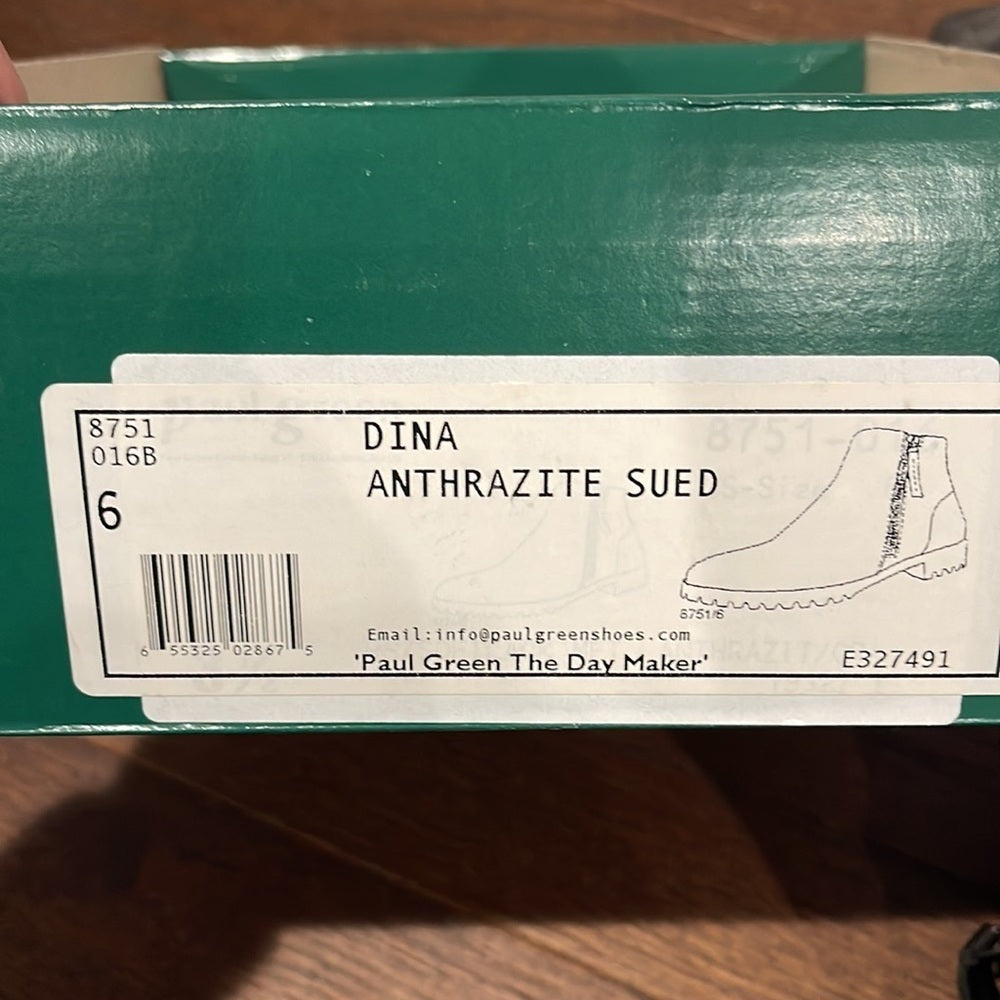 8751
016B
6
DINA
ANTHRAZITE SUED
8751/6
6 55325 02867 5
Email:info@paulgreenshoes.com
'Paul Green The Day Maker'
E327491